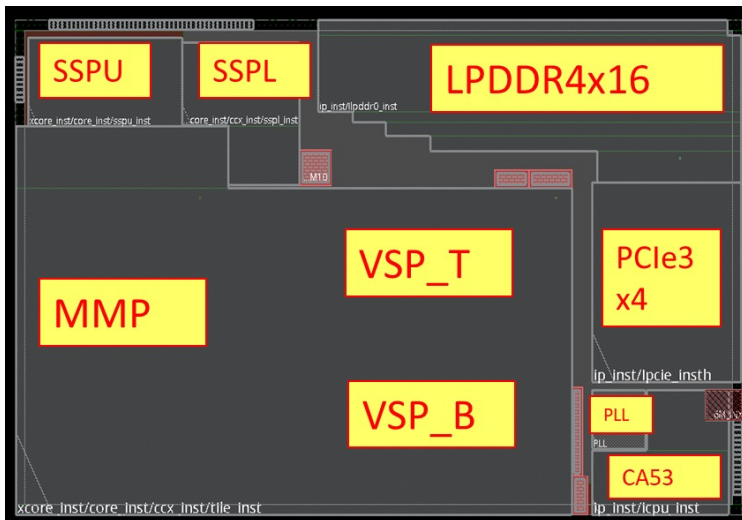 SSPU
SSPL
LPDDR4x16
xcore_inst/core_inst/sspu_inst
core_inst/ccx_inst/sspl_inst
ip_inst/lpddr0_inst
M10
VSP_T
PCIe3
x4
MMP
ip_inst/lpcie_insth
VSP_B
PLL
PLL
CA53
xcore_inst/core_inst/ccx_inst/tile_inst
ip_inst/lcpu_inst